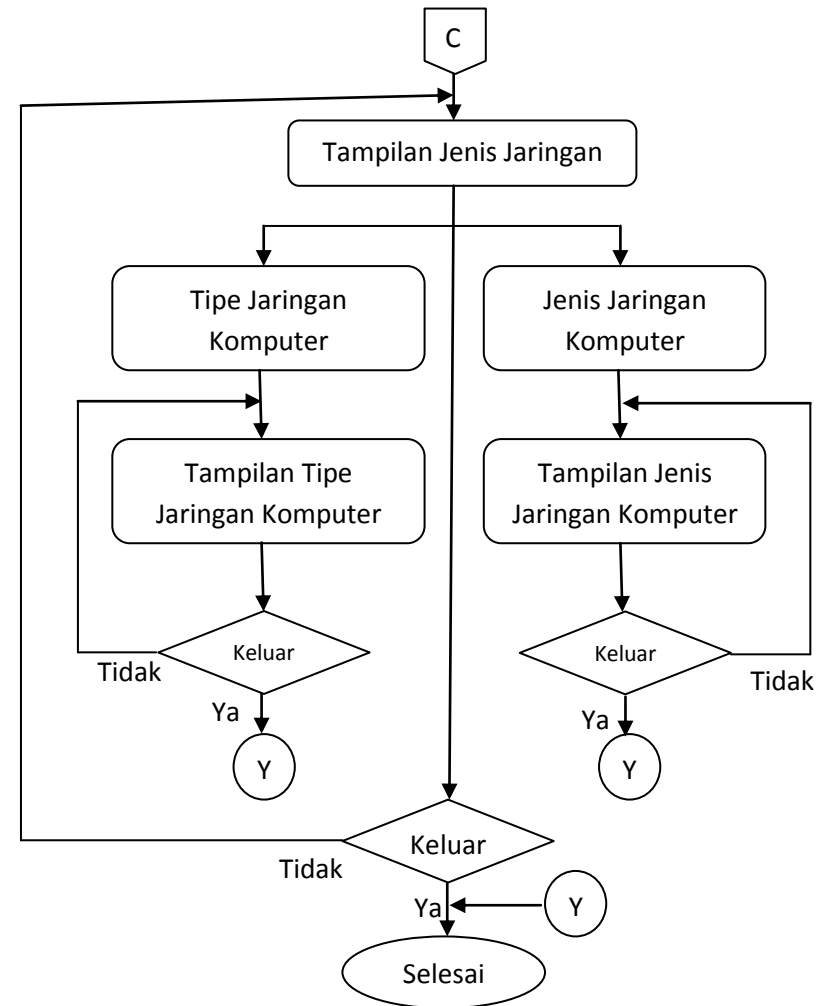 C
Tampilan Jenis Jaringan
Tipe Jaringan
Komputer
Jenis Jaringan
Komputer
Tampilan Tipe
Jaringan Komputer
Tampilan Jenis
Jaringan Komputer
Keluar
Tidak
Ya
Y
Keluar
Tidak
Ya
Y
Keluar
Tidak
Ya
Y
Selesai